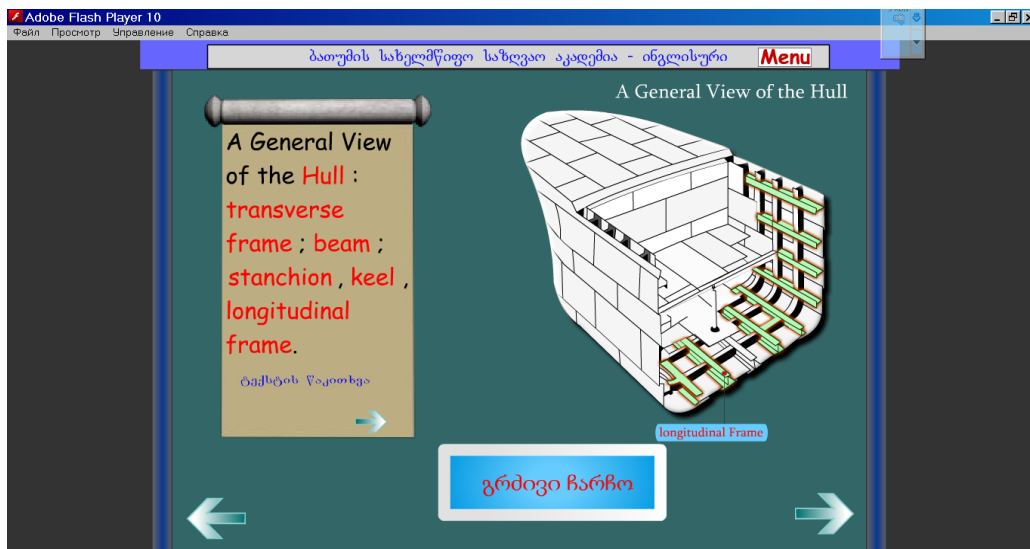 Adobe Flash Player 10
Файл Просмотр Управление Справка
ბათუმის სახელმწიფო საზღვაო აკადემია - ინგლისური
Menu
A General View of the Hull
A General View
of the Hull :
transverse
frame ; beam ;
stanchion , keel ,
longitudinal
frame.
ტექსტის წაკითხვა
longitudinal Frame
გრძივი ჩარჩო